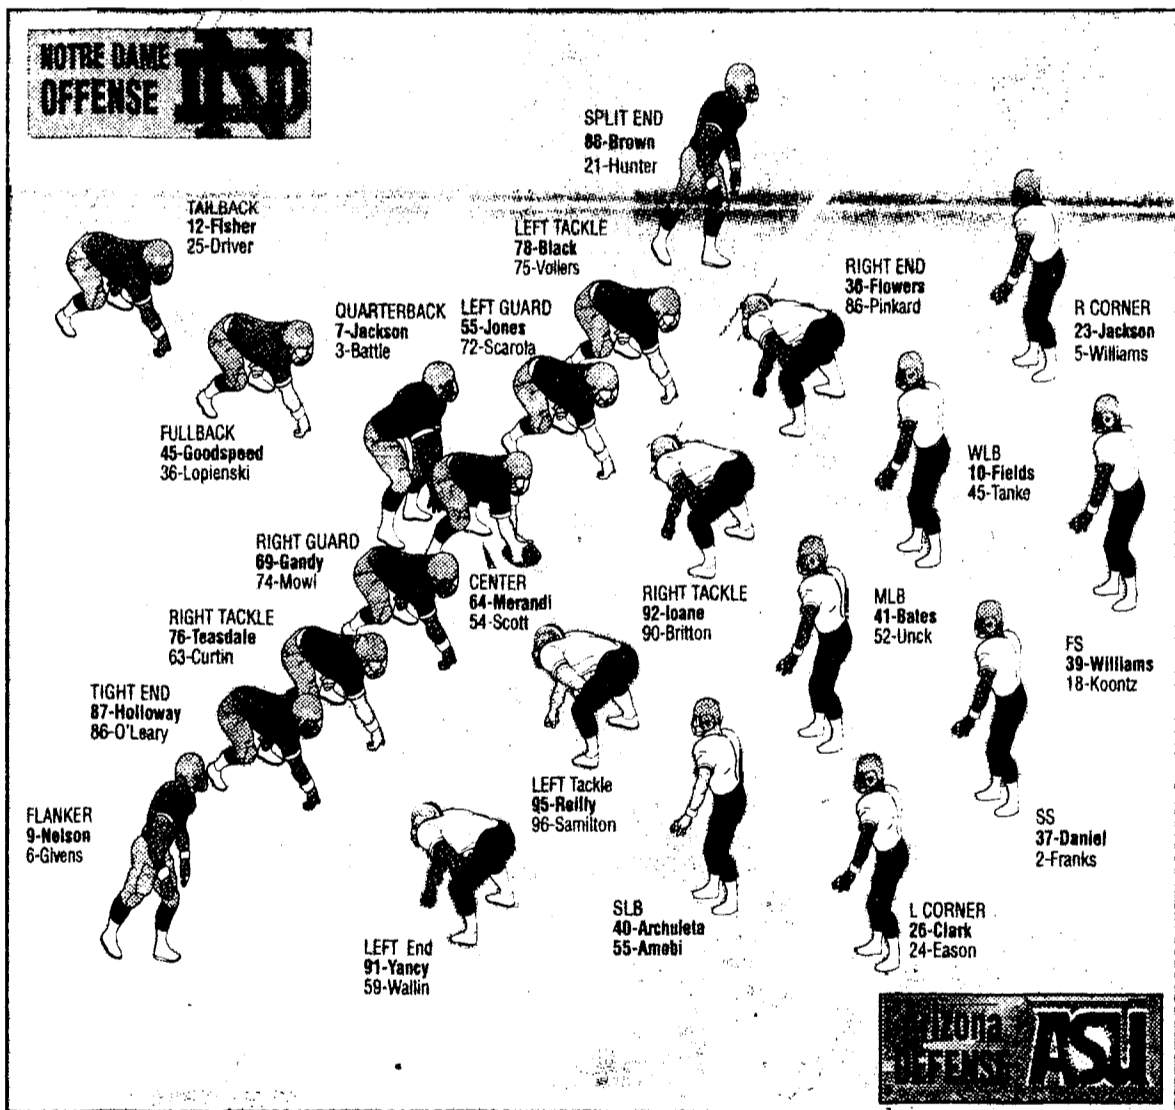 NOTRE DAME
OFFENSE
ND
SPLIT END
88-Brown
21-Hunter
TAILBACK
12-Fisher
25-Driver
LEFT TACKLE
78-Black
75-Vollers
RIGHT END
36-Flowers
86-Pinkard
QUARTERBACK
7-Jackson
3-Battle
LEFT GUARD
55-Jones
72-Scarola
R CORNER
23-Jackson
5-Williams
FULLBACK
45-Goodspeed
36-Lopienski
WLB
10-Fields
45-Tanke
RIGHT GUARD
69-Gandy
74-Mowl
CENTER
64-Merandi
54-Scott
RIGHT TACKLE
92-Ioane
90-Britton
MLB
41-Bates
52-Unck
FS
39-Williams
18-Koontz
RIGHT TACKLE
76-Teasdale
63-Curtin
TIGHT END
87-Holloway
86-O'Leary
LEFT Tackle
95-Reilly
96-Samilton
FLANKER
9-Nelson
6-Givens
SS
37-Daniel
2-Franks
SLB
40-Archuleta
55-Amobi
L CORNER
26-Clark
24-Eason
LEFT End
91-Yancy
59-Wallin
Arizona
DEFENSE
ASU